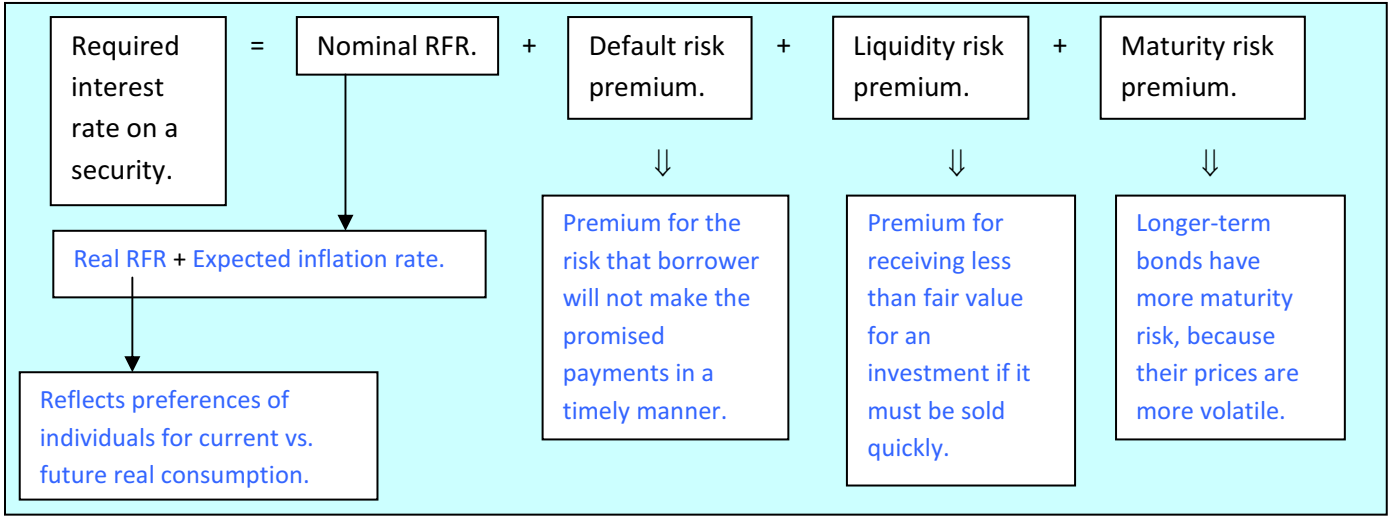 Required
interest
rate on a
security.
=
Nominal RFR.
+
Default risk
premium.
+
Liquidity risk
premium.
+
Maturity risk
premium.
⇓
⇓
⇓
Real RFR + Expected inflation rate.
Reflects preferences of
individuals for current vs.
future real consumption.
Premium for the
risk that borrower
will not make the
promised
payments in a
timely manner.
Premium for
receiving less
than fair value
for an
investment if it
must be sold
quickly.
Longer-term
bonds have
more maturity
risk, because
their prices are
more volatile.